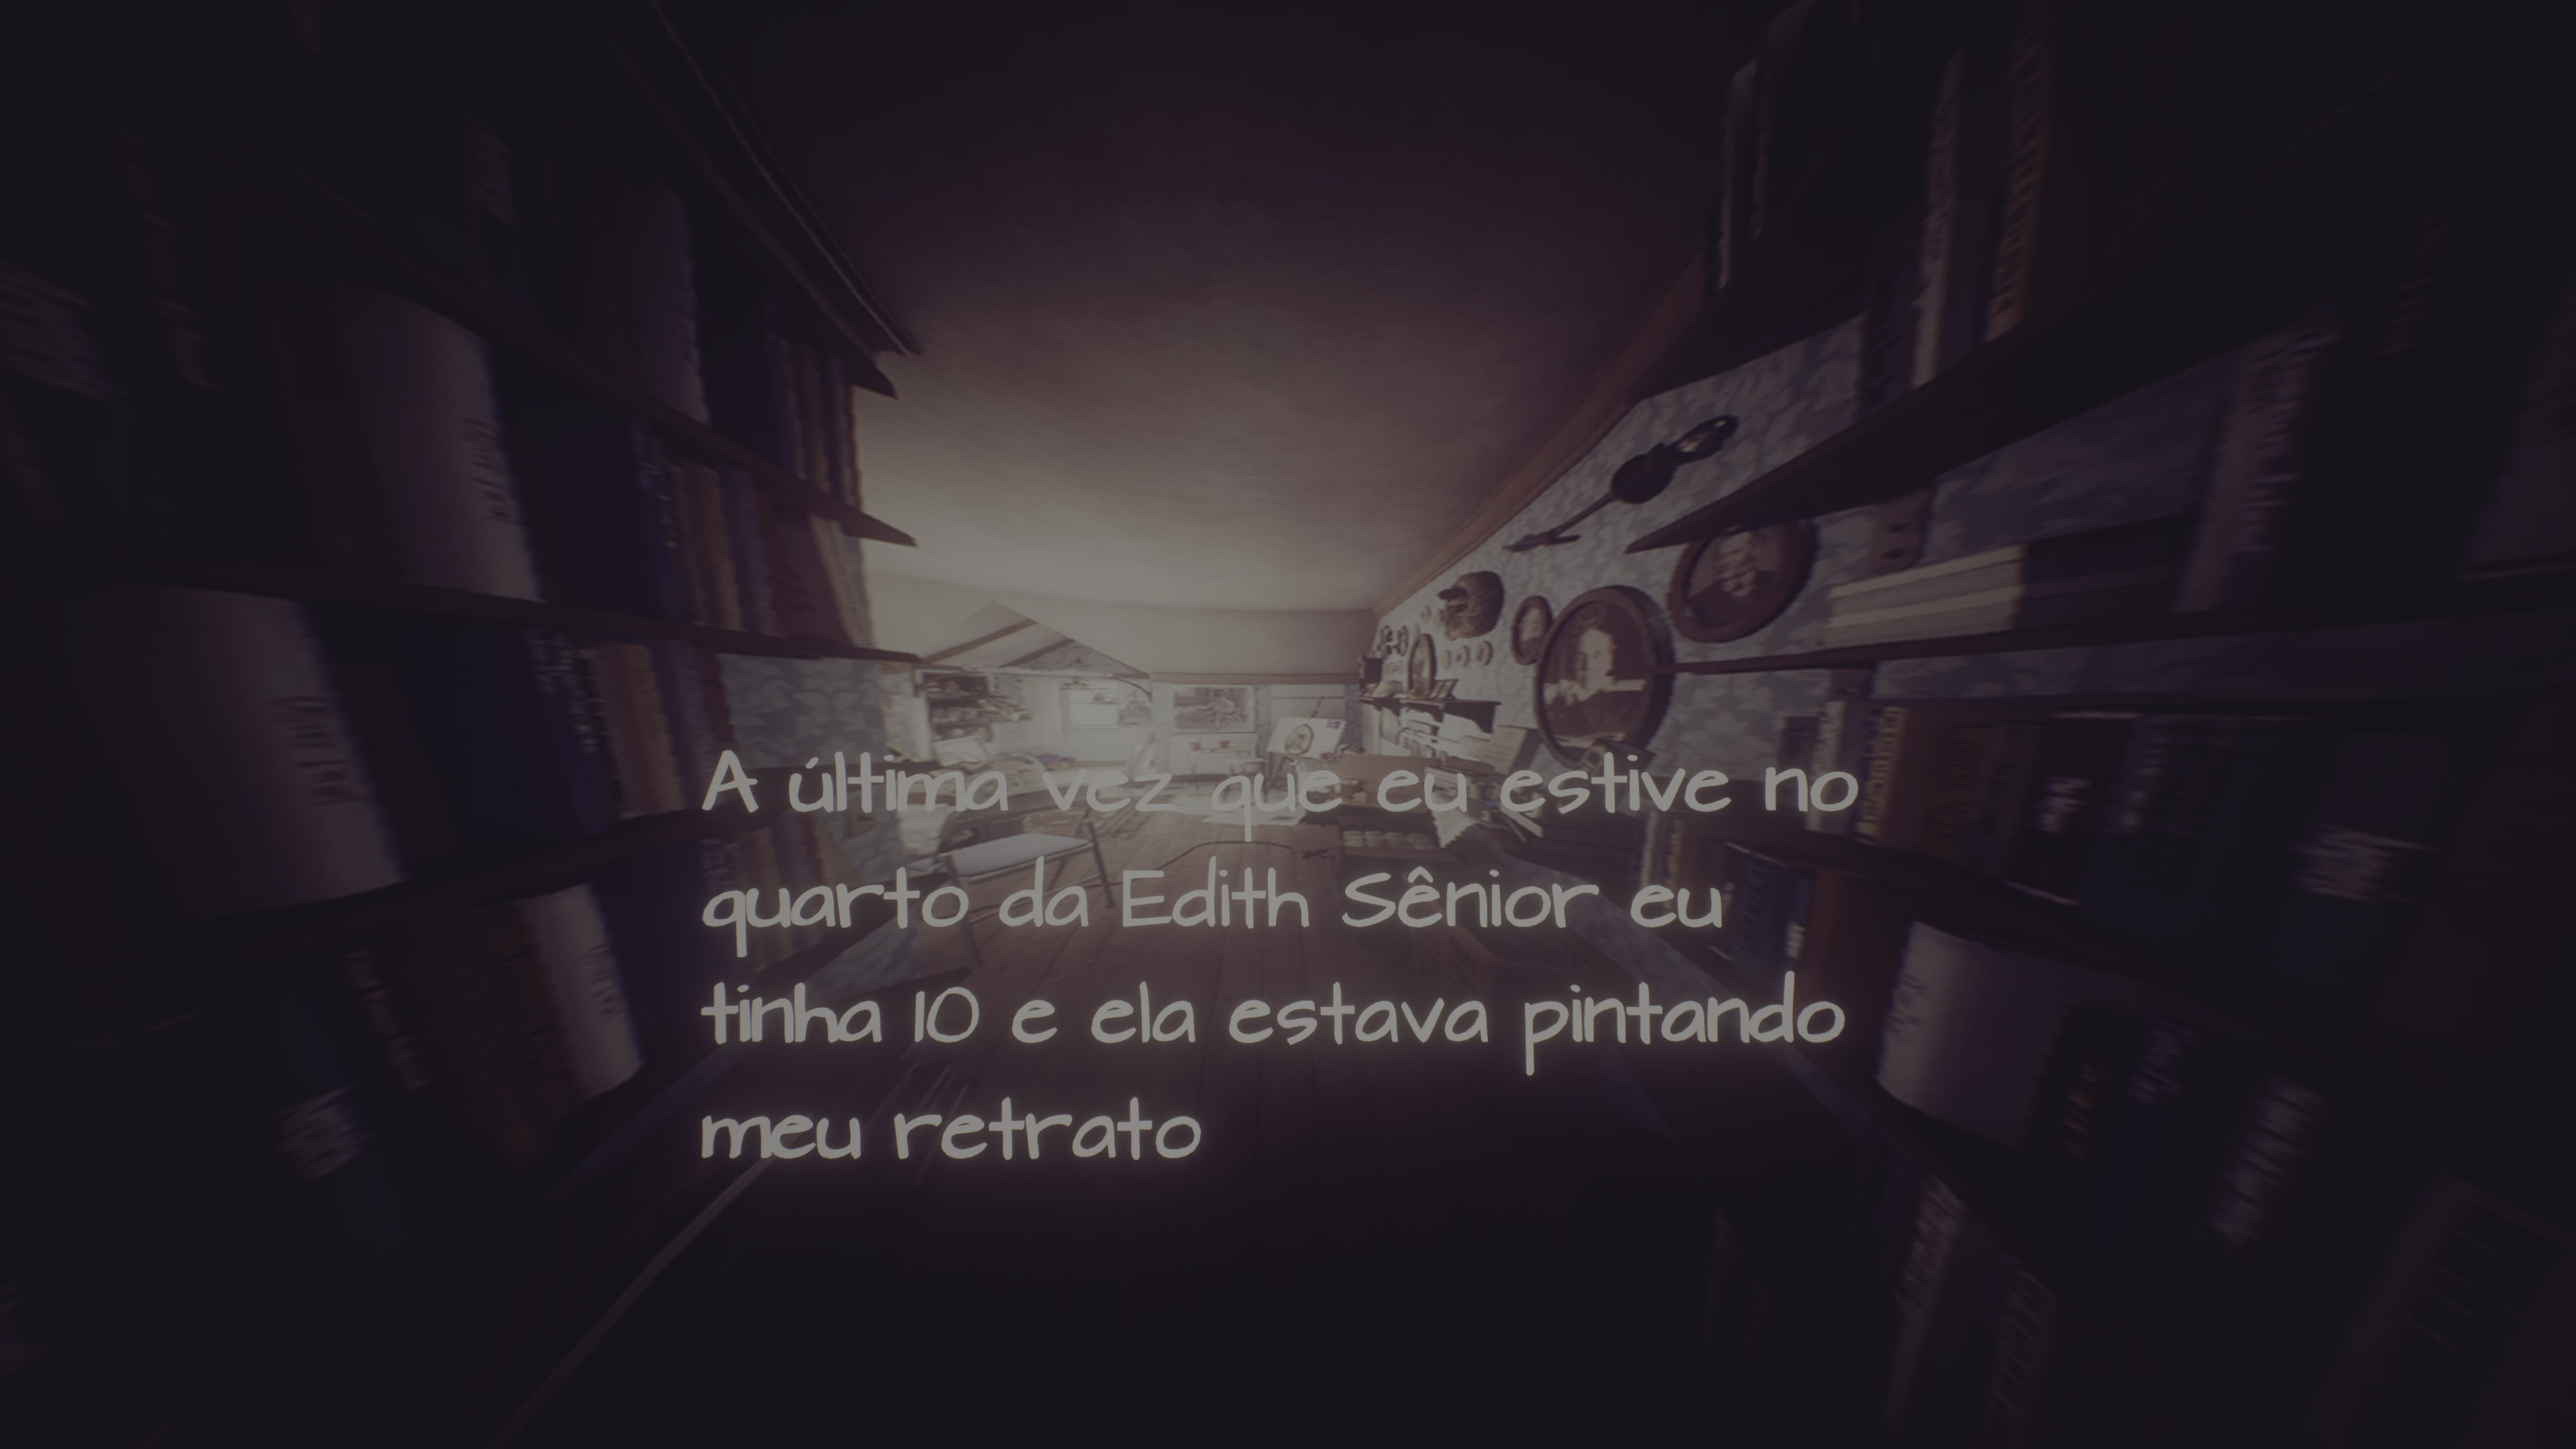 A última vez que eu estive no
quarto da Edith Sênior eu
tinha 10 e ela estava pintando
meu retrato